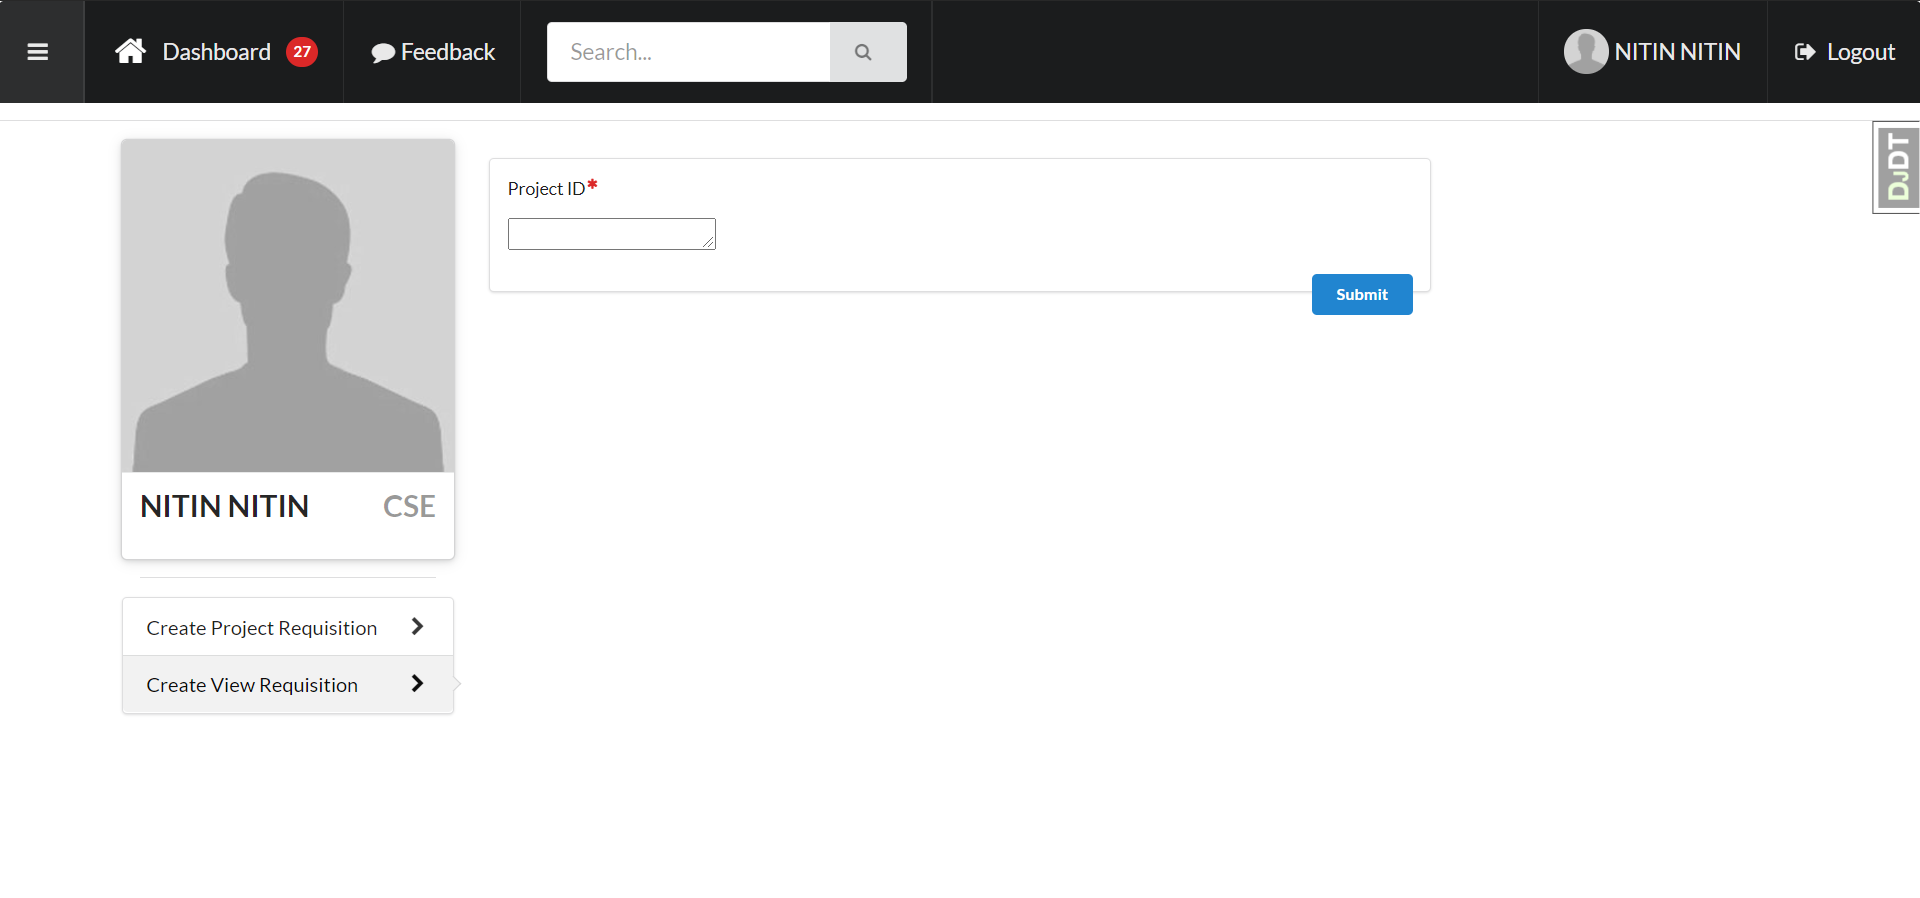 Dashboard 27 Feedback Search... NITIN NITIN Logout
DJDT
Project ID*
Submit
NITIN NITIN CSE
Create Project Requisition
Create View Requisition